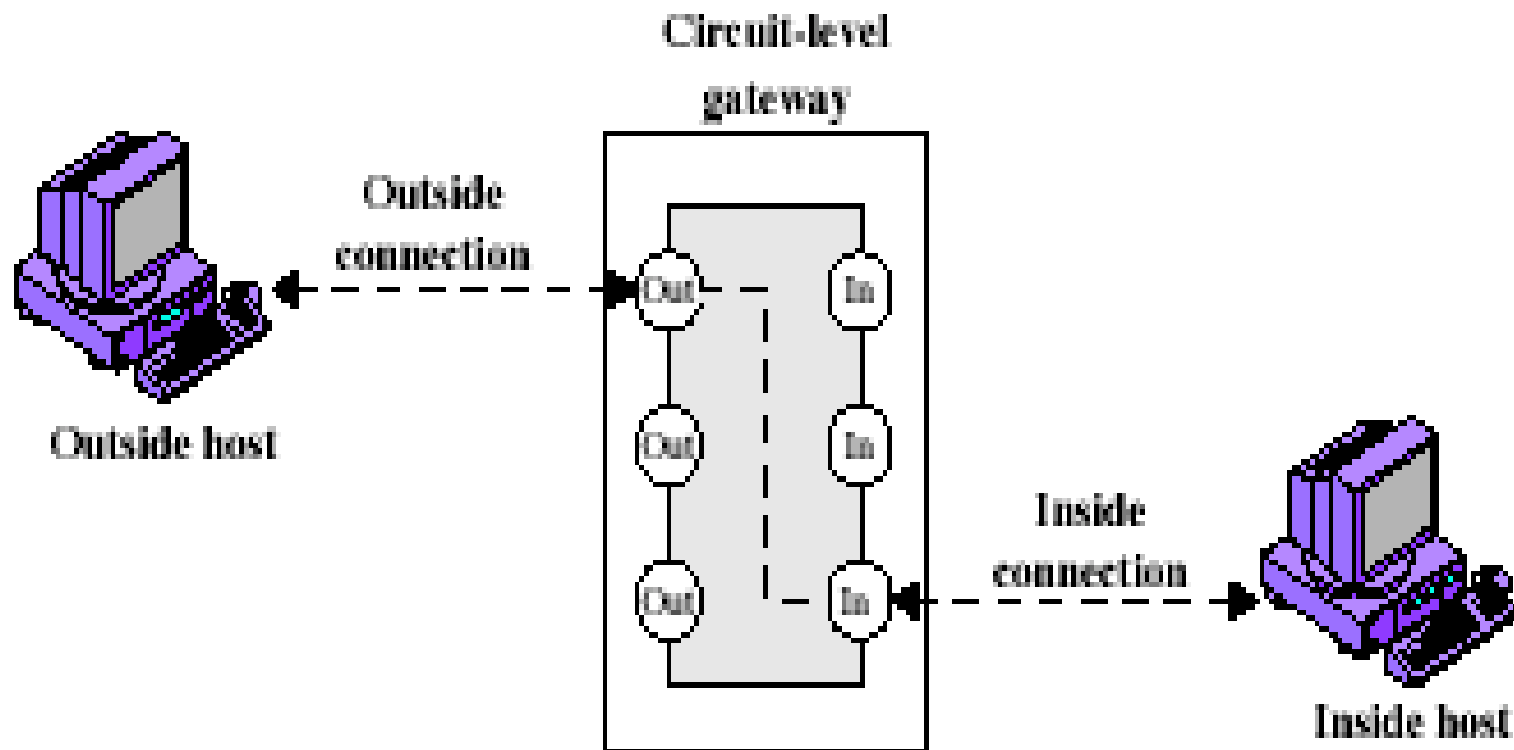 Circuit-level
gateway
Outside
connection
Out
In
Outside host
Out
In
Inside
connection
Out
In
Inside host